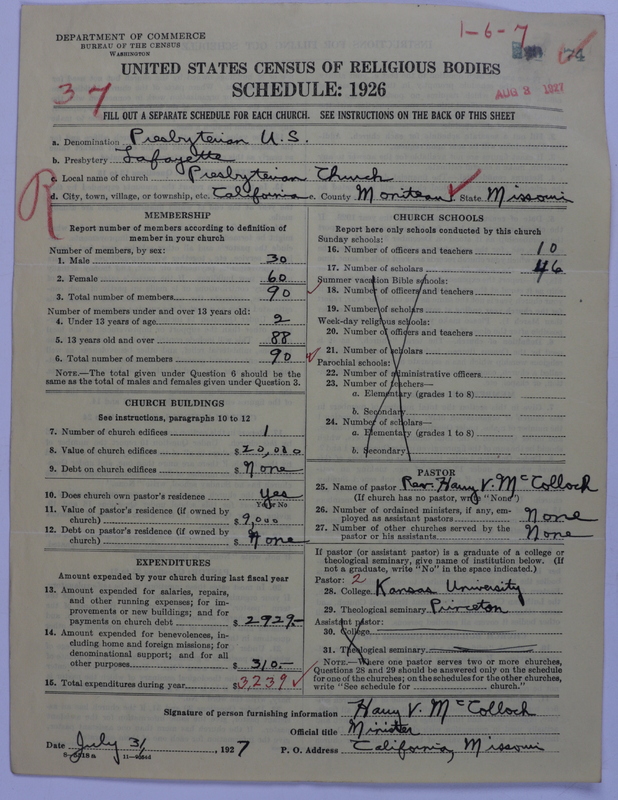 DEPARTMENT OF COMMERCE
BUREAU OF THE CENSUS
WASHINGTON
1-6-7
74
AUG 3 1927
UNITED STATES CENSUS OF RELIGIOUS BODIES
SCHEDULE: 1926
37
FILL OUT A SEPARATE SCHEDULE FOR EACH CHURCH. SEE INSTRUCTIONS ON THE BACK OF THIS SHEET
a. Denomination Presbyterian U.S.
b. Presbytery Lafayette
c. Local name of church Presbyterian Church
R
d. City, town, village, or township, etc. California e. County Moniteau f. State Missouri
MEMBERSHIP
Report number of members according to definition of
member in your church
Number of members, by sex:
1. Male 30
2. Female 60
3. Total number of members 90
Number of members under and over 13 years old:
4. Under 13 years of age 2
5. 13 years old and over 88
6. Total number of members 90
NOTE.—The total given under Question 6 should be the
same as the total of males and females given under Question 3.
CHURCH BUILDINGS
See instructions, paragraphs 10 to 12
7. Number of church edifices 1
8. Value of church edifices $20,000
9. Debt on church edifices $None
10. Does church own pastor's residence Yes
Yes or No
11. Value of pastor's residence (if owned by
church) $9,000
12. Debt on pastor's residence (if owned by
church) $None
EXPENDITURES
Amount expended by your church during last fiscal year
13. Amount expended for salaries, repairs,
and other running expenses; for im-
provements or new buildings; and for
payments on church debt $2929.-
14. Amount expended for benevolences, in-
cluding home and foreign missions; for
denominational support; and for all
other purposes $310.-
15. Total expenditures during year $3,239
CHURCH SCHOOLS
Report here only schools conducted by this church
Sunday schools:
16. Number of officers and teachers 10
17. Number of scholars 46
Summer vacation Bible schools:
18. Number of officers and teachers
19. Number of scholars
Week-day religious schools:
20. Number of officers and teachers
21. Number of scholars
Parochial schools:
22. Number of administrative officers
23. Number of teachers—
a. Elementary (grades 1 to 8)
b. Secondary
24. Number of scholars—
a. Elementary (grades 1 to 8)
b. Secondary
PASTOR
25. Name of pastor Rev. Harry V. McColloch
(If church has no pastor, write "None")
26. Number of ordained ministers, if any, em-
ployed as assistant pastors None
27. Number of other churches served by the
pastor or his assistants None
If pastor (or assistant pastor) is a graduate of a college or
theological seminary, give name of institution below. (If
not a graduate, write "No" in the space indicated.)
Pastor: 2
28. College Kansas University
29. Theological seminary Princeton
Assistant pastor:
30. College
31. Theological seminary
NOTE.—Where one pastor serves two or more churches,
Questions 28 and 29 should be answered only on the schedule
for one of the churches; on the schedules for the other churches,
write "See schedule for church."
Signature of person furnishing information Harry V. McColloch
Official title Minister
Date July 31, 1927 P. O. Address California, Missouri